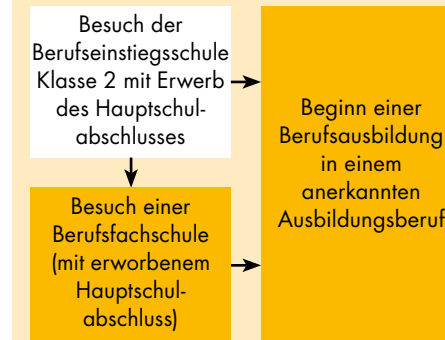 Besuch der
Berufseinstiegsschule
Klasse 2 mit Erwerb
des Hauptschul-
abschlusses
Besuch einer
Berufsfachschule
(mit erworbenem
Hauptschul-
abschluss)
Beginn einer
Berufsausbildung
in einem
anerkannten
Ausbildungsberuf